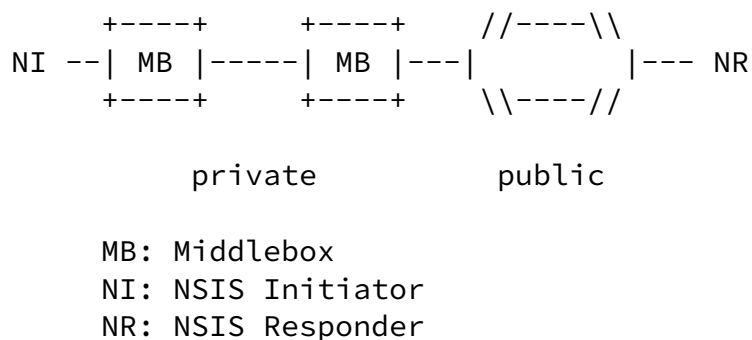 +----+     +----+    //----\\
NI --| MB |-----| MB |---|        |--- NR
     +----+     +----+    \\----//
          private          public
     MB: Middlebox
     NI: NSIS Initiator
     NR: NSIS Responder